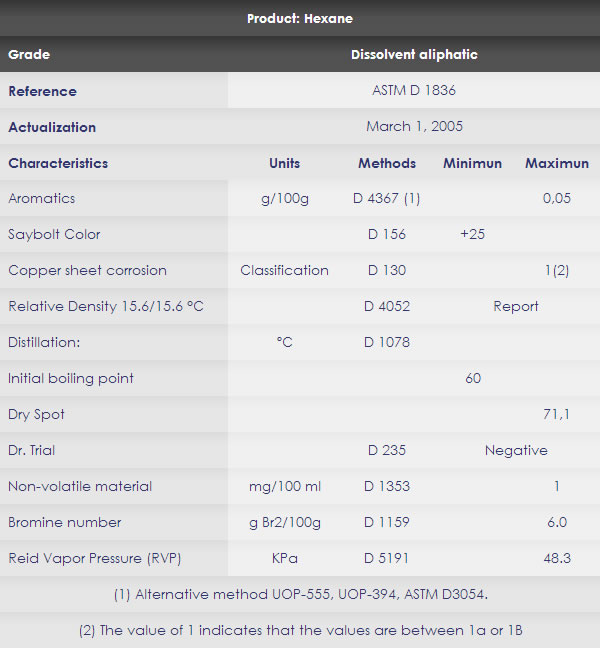 Product: Hexane
Grade Dissolvent aliphatic
Reference ASTM D 1836
Actualization March 1, 2005
Characteristics Units Methods Minimun Maximun
Aromatics g/100g D 4367 (1) 0,05
Saybolt Color D 156 +25
Copper sheet corrosion Classification D 130 1(2)
Relative Density 15.6/15.6 °C D 4052 Report
Distillation: °C D 1078
Initial boiling point 60
Dry Spot 71,1
Dr. Trial D 235 Negative
Non-volatile material mg/100 ml D 1353 1
Bromine number g Br2/100g D 1159 6.0
Reid Vapor Pressure (RVP) KPa D 5191 48.3
(1) Alternative method UOP-555, UOP-394, ASTM D3054.
(2) The value of 1 indicates that the values are between 1a or 1B